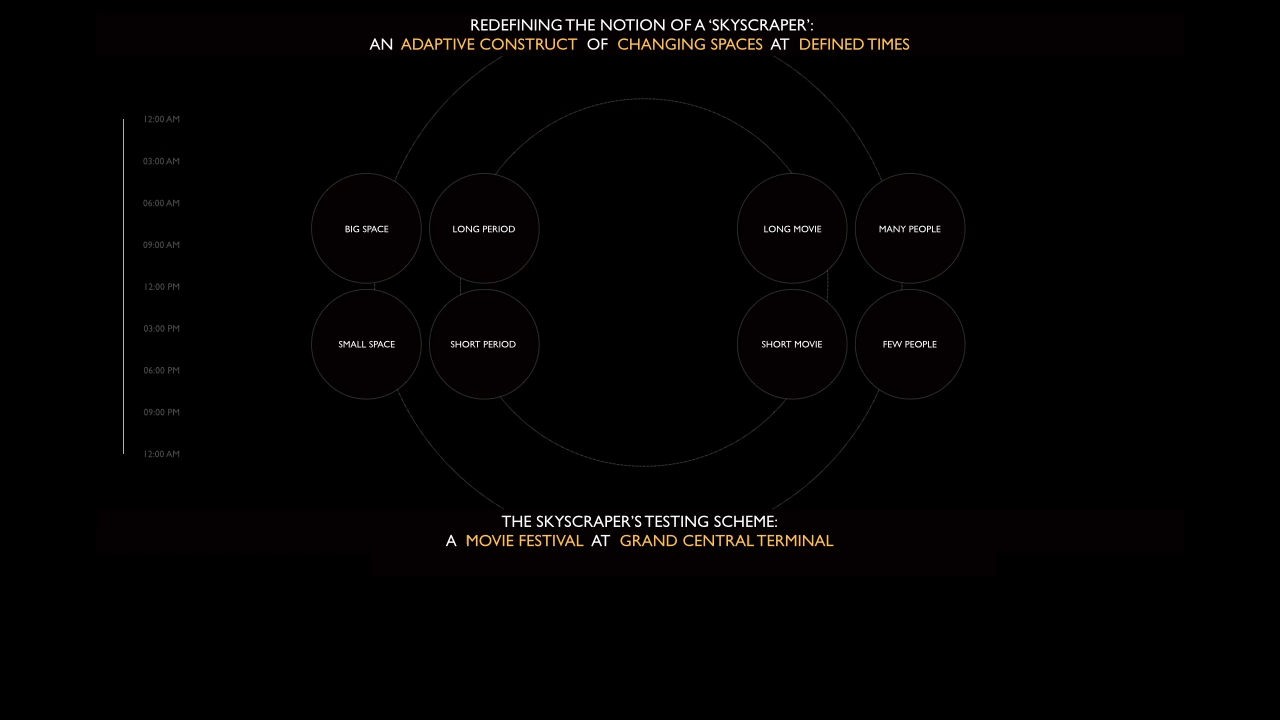 REDEFINING THE NOTION OF A ‘SKYSCRAPER’:
AN ADAPTIVE CONSTRUCT OF CHANGING SPACES AT DEFINED TIMES
12:00 AM
03:00 AM
06:00 AM
09:00 AM
12:00 PM
03:00 PM
06:00 PM
09:00 PM
12:00 AM
BIG SPACE
LONG PERIOD
LONG MOVIE
MANY PEOPLE
SMALL SPACE
SHORT PERIOD
SHORT MOVIE
FEW PEOPLE
THE SKYSCRAPER’S TESTING SCHEME:
A MOVIE FESTIVAL AT GRAND CENTRAL TERMINAL